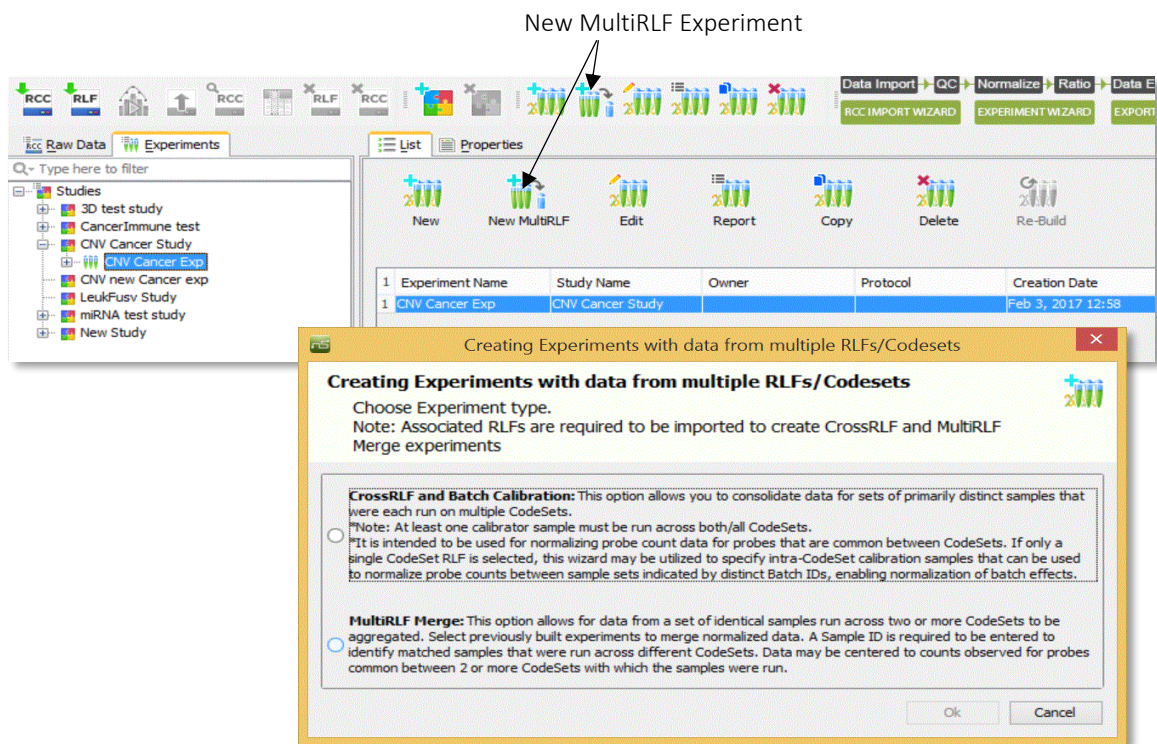 New MultiRLF Experiment
RCC RLF RCC RLF RCC
Data Import QC Normalize Ratio Data E
RCC IMPORT WIZARD EXPERIMENT WIZARD EXPORT
RCC Raw Data Experiments
List Properties
Type here to filter
Studies
3D test study
CancerImmune test
CNV Cancer Study
CNV Cancer Exp
CNV new Cancer exp
LeukFusv Study
miRNA test study
New Study
New New MultiRLF Edit Report Copy Delete Re-Build
1 Experiment Name Study Name Owner Protocol Creation Date
1 CNV Cancer Exp CNV Cancer Study Feb 3, 2017 12:58
Creating Experiments with data from multiple RLFs/Codesets
Creating Experiments with data from multiple RLFs/Codesets
Choose Experiment type.
Note: Associated RLFs are required to be imported to create CrossRLF and MultiRLF
Merge experiments
CrossRLF and Batch Calibration: This option allows you to consolidate data for sets of primarily distinct samples that
were each run on multiple CodeSets.
*Note: At least one calibrator sample must be run across both/all CodeSets.
*It is intended to be used for normalizing probe count data for probes that are common between CodeSets. If only a
single CodeSet RLF is selected, this wizard may be utilized to specify intra-CodeSet calibration samples that can be used
to normalize probe counts between sample sets indicated by distinct Batch IDs, enabling normalization of batch effects.
MultiRLF Merge: This option allows for data from a set of identical samples run across two or more CodeSets to be
aggregated. Select previously built experiments to merge normalized data. A Sample ID is required to be entered to
identify matched samples that were run across different CodeSets. Data may be centered to counts observed for probes
common between 2 or more CodeSets with which the samples were run.
Ok Cancel